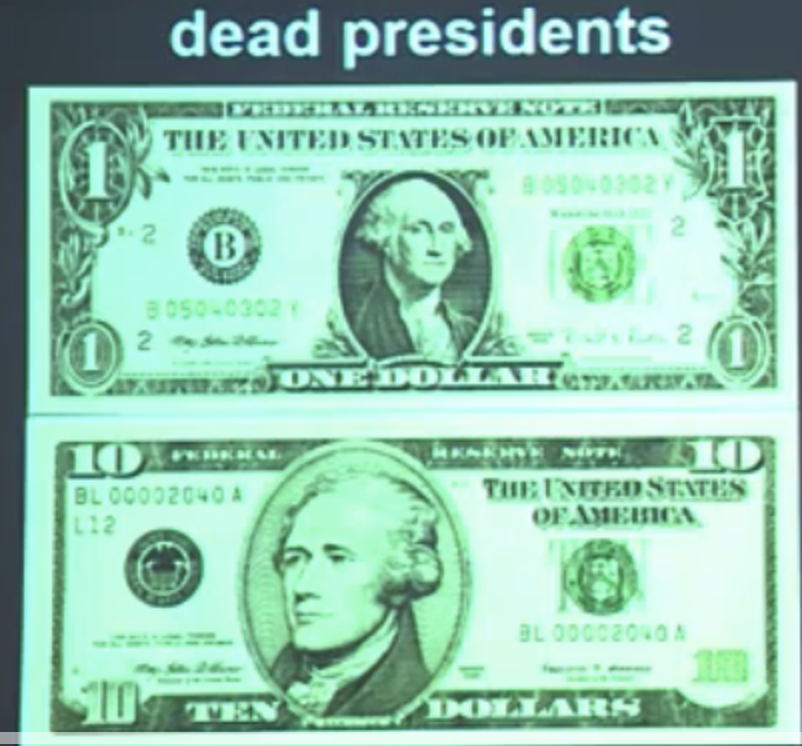 dead presidents
FEDERAL RESERVE NOTE
THE UNITED STATES OF AMERICA
1 1
B 05040302 Y
2 2
B
B 05040302 Y
2 2
1 1
ONE DOLLAR
10 10
FEDERAL RESERVE NOTE
BL 00002040 A
THE UNITED STATES
OF AMERICA
L12
BL 00002040 A
10
TEN DOLLARS